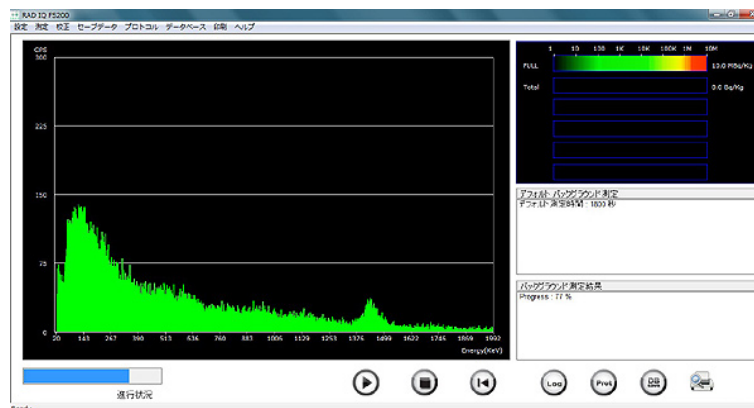 RAD IQ FS200
設定 測定 校正 セーブデータ プロトコル データベース 印刷 ヘルプ
CPS
300
225
150
75
0
20 143 267 391 513 636 760 883 1006 1129 1253 1376 1499 1622 1746 1869 1992
Energy(KeV)
1 10 100 1K 10K 100K 1M 10M
FULL 10.0 MBq/Kg
Total 0.0 Bq/Kg
デフォルト バックグラウンド測定
デフォルト測定時間 : 1800 秒
バックグラウンド測定結果
Progress : 77 %
進行状況
Log
Pret
DB